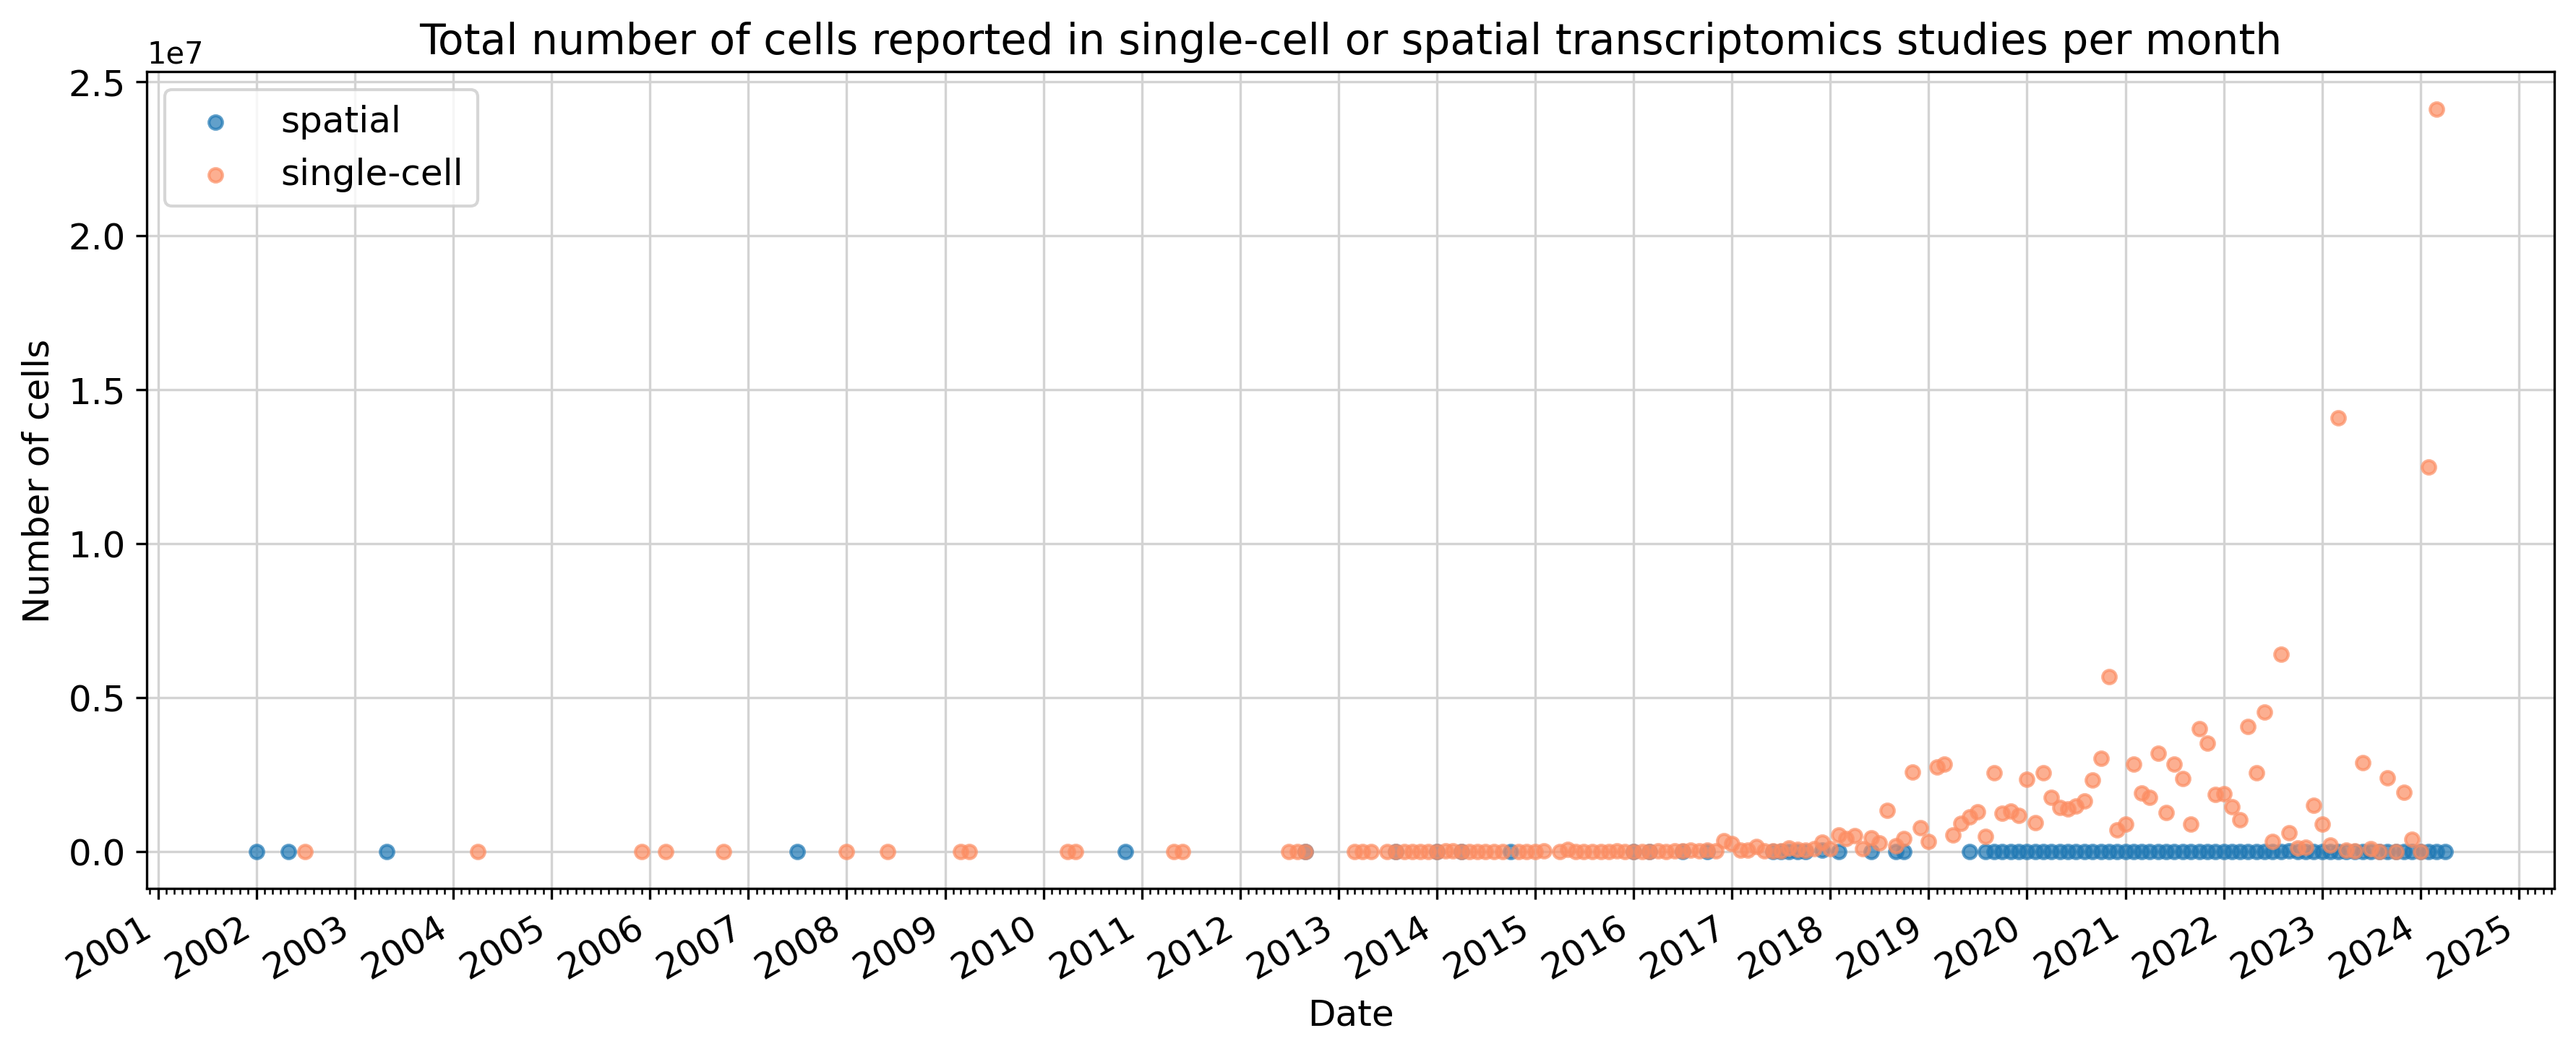 Total number of cells reported in single-cell or spatial transcriptomics studies per month
1e7
2.5
2.0
1.5
1.0
0.5
0.0
Number of cells
spatial
single-cell
2001 2002 2003 2004 2005 2006 2007 2008 2009 2010 2011 2012 2013 2014 2015 2016 2017 2018 2019 2020 2021 2022 2023 2024 2025
Date